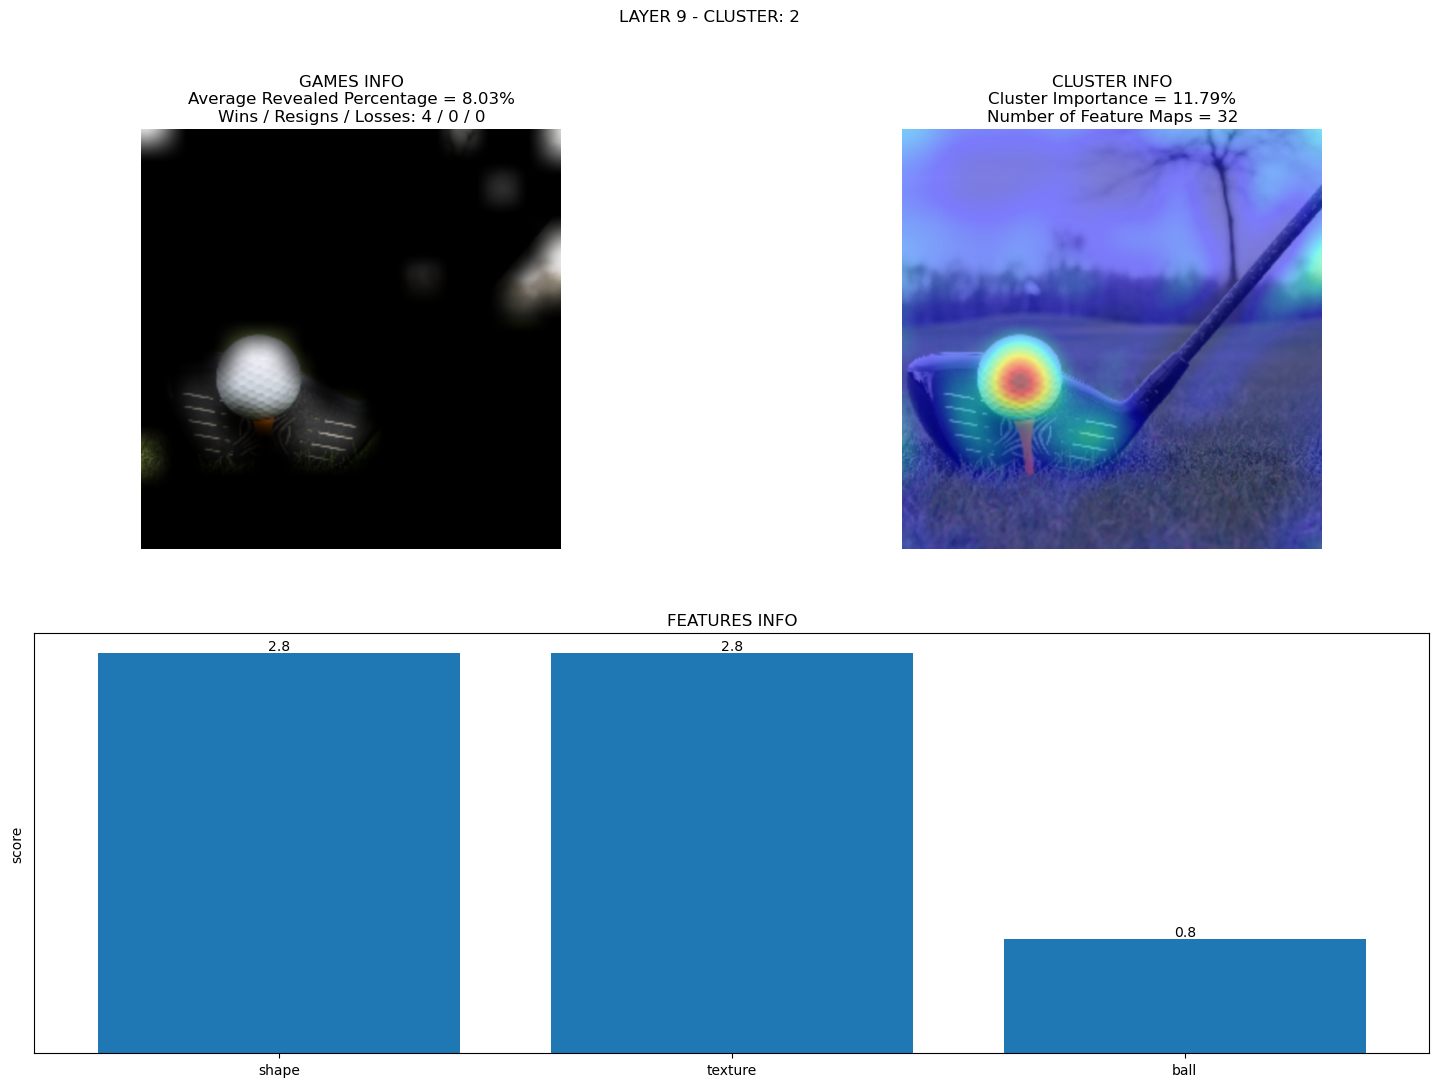 LAYER 9 - CLUSTER: 2
GAMES INFO
Average Revealed Percentage = 8.03%
Wins / Resigns / Losses: 4 / 0 / 0
CLUSTER INFO
Cluster Importance = 11.79%
Number of Feature Maps = 32
FEATURES INFO
score
2.8
2.8
0.8
shape
texture
ball